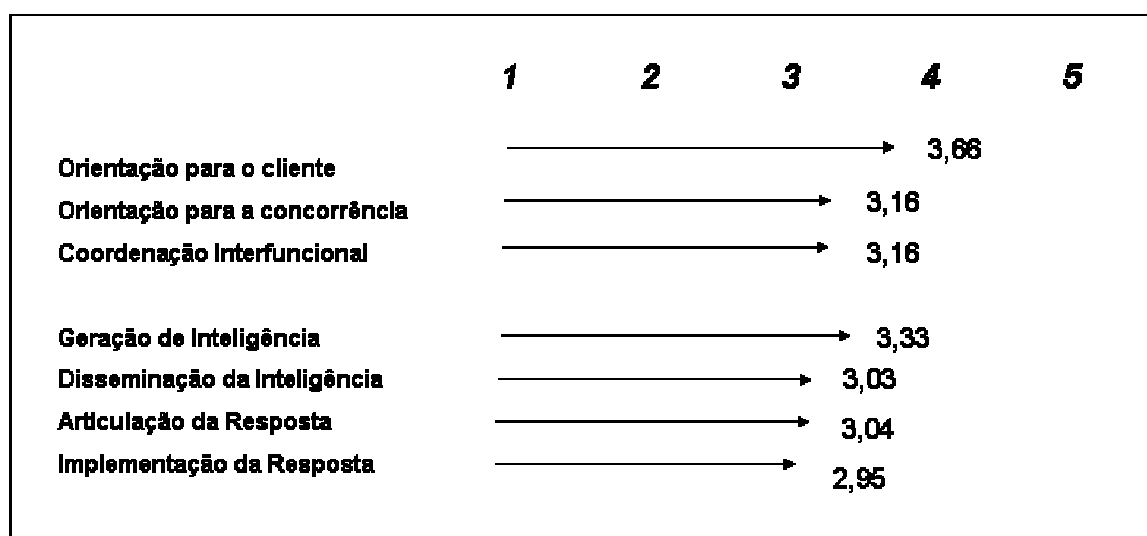 1 2 3 4 5
Orientação para o cliente 3,66
Orientação para a concorrência 3,16
Coordenação Interfuncional 3,16
Geração de Inteligência 3,33
Disseminação da Inteligência 3,03
Articulação da Resposta 3,04
Implementação da Resposta 2,95